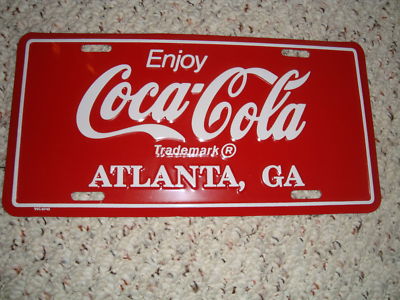 Enjoy
Coca-Cola
Trademark ®
ATLANTA, GA